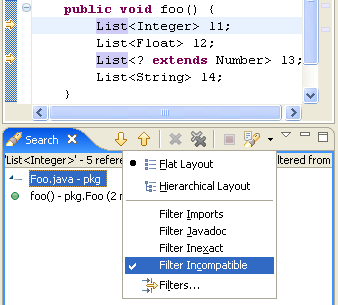 public void foo() {
List<Integer> l1;
List<Float> l2;
List<? extends Number> l3;
List<String> l4;
}
Search
'List<Integer>' - 5 refere
ltered from
Foo.java - pkg
foo() - pkg.Foo (2 m
Flat Layout
Hierarchical Layout
Filter Imports
Filter Javadoc
Filter Inexact
Filter Incompatible
Filters...